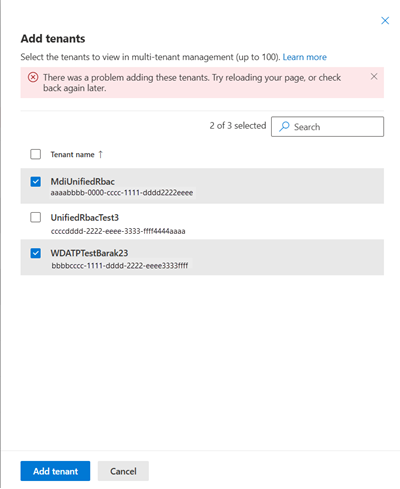 Add tenants
Select the tenants to view in multi-tenant management (up to 100). Learn more
There was a problem adding these tenants. Try reloading your page, or check
back again later.
2 of 3 selected
Search
Tenant name ↑
MdiUnifiedRbac
aaaabbbb-0000-cccc-1111-dddd2222eeee
UnifiedRbacTest3
ccccdddd-2222-eeee-3333-ffff4444aaaa
WDATPTestBarak23
bbbbcccc-1111-dddd-2222-eeee3333ffff
Add tenant
Cancel